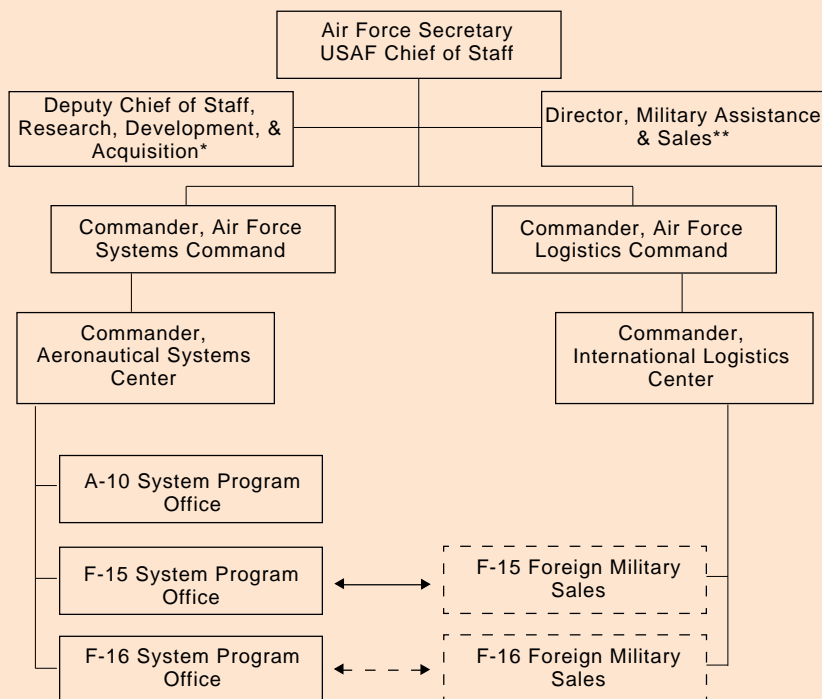 Air Force Secretary
USAF Chief of Staff
Deputy Chief of Staff,
Research, Development, &
Acquisition*
Director, Military Assistance
& Sales**
Commander, Air Force
Systems Command
Commander, Air Force
Logistics Command
Commander,
Aeronautical Systems
Center
Commander,
International Logistics
Center
A-10 System Program
Office
F-15 System Program
Office
F-15 Foreign Military
Sales
F-16 System Program
Office
F-16 Foreign Military
Sales